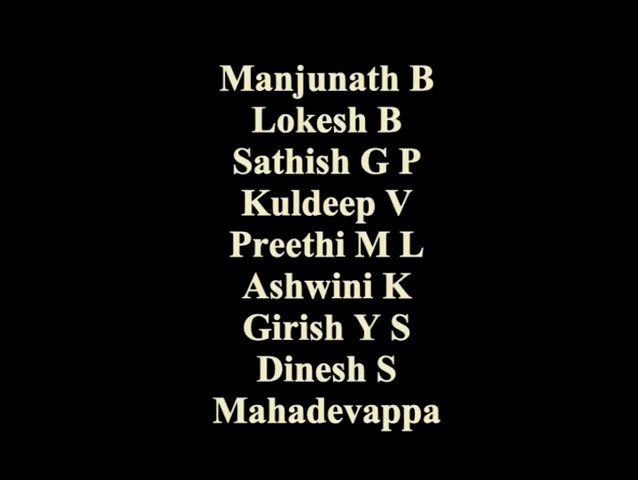 Manjunath B
Lokesh B
Sathish G P
Kuldeep V
Preethi M L
Ashwini K
Girish Y S
Dinesh S
Mahadevappa